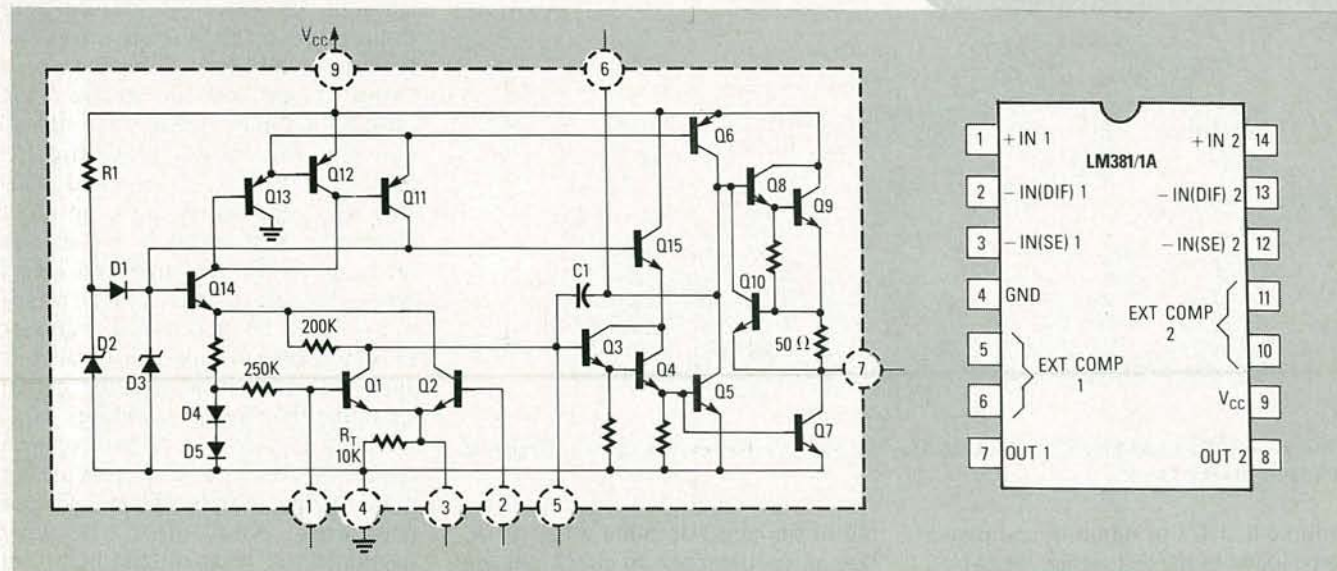 V_CC
9
6
R1
Q13
Q12
Q11
Q6
Q8
Q9
Q15
D1
Q14
C1
Q10
200K
Q3
50 Ω
D2
D3
250K
Q1
Q2
Q4
Q5
7
D4
D5
R_T
10K
Q7
1
4
3
2
5
LM381/1A
1 +IN 1
+IN 2 14
2 −IN(DIF) 1
−IN(DIF) 2 13
3 −IN(SE) 1
−IN(SE) 2 12
4 GND
11
EXT COMP
2
5
EXT COMP
1
10
6
V_CC 9
7 OUT 1
OUT 2 8